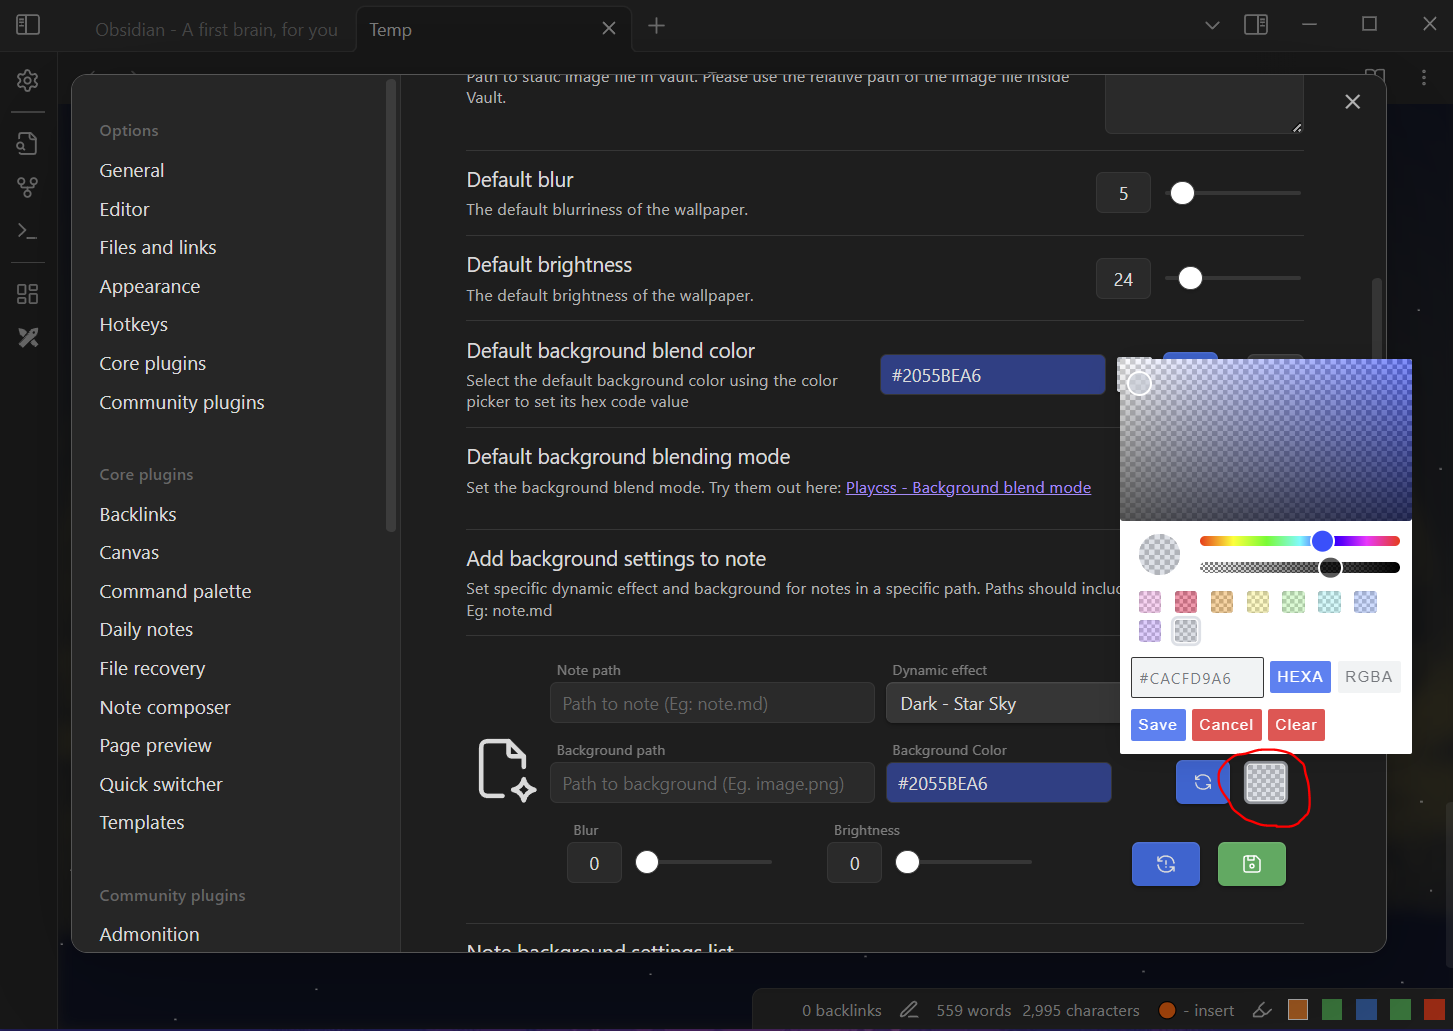 Obsidian - A first brain, for you
Temp
Options
General
Editor
Files and links
Appearance
Hotkeys
Core plugins
Community plugins
Core plugins
Backlinks
Canvas
Command palette
Daily notes
File recovery
Note composer
Page preview
Quick switcher
Templates
Community plugins
Admonition
Path to static image file in Vault. Please use the relative path of the image file inside
Vault.
Default blur
The default blurriness of the wallpaper.
5
Default brightness
The default brightness of the wallpaper.
24
Default background blend color
Select the default background color using the color
picker to set its hex code value
#2055BEA6
Default background blending mode
Set the background blend mode. Try them out here: Playcss - Background blend mode
Add background settings to note
Set specific dynamic effect and background for notes in a specific path. Paths should inclu
Eg: note.md
Note path
Dynamic effect
Path to note (Eg: note.md)
Dark - Star Sky
Background path
Background Color
Path to background (Eg. image.png)
#2055BEA6
Blur
Brightness
0
0
Note background settings list
#CACFD9A6
HEXA
RGBA
Save
Cancel
Clear
0 backlinks
559 words
2,995 characters
- insert